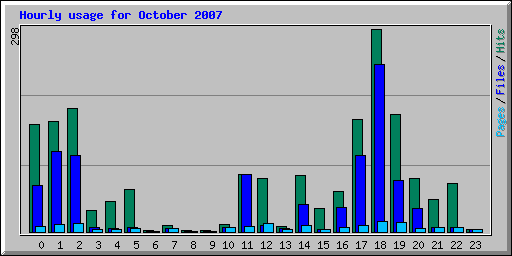 Hourly usage for October 2007
298
Pages / Files / Hits
0 1 2 3 4 5 6 7 8 9 10 11 12 13 14 15 16 17 18 19 20 21 22 23